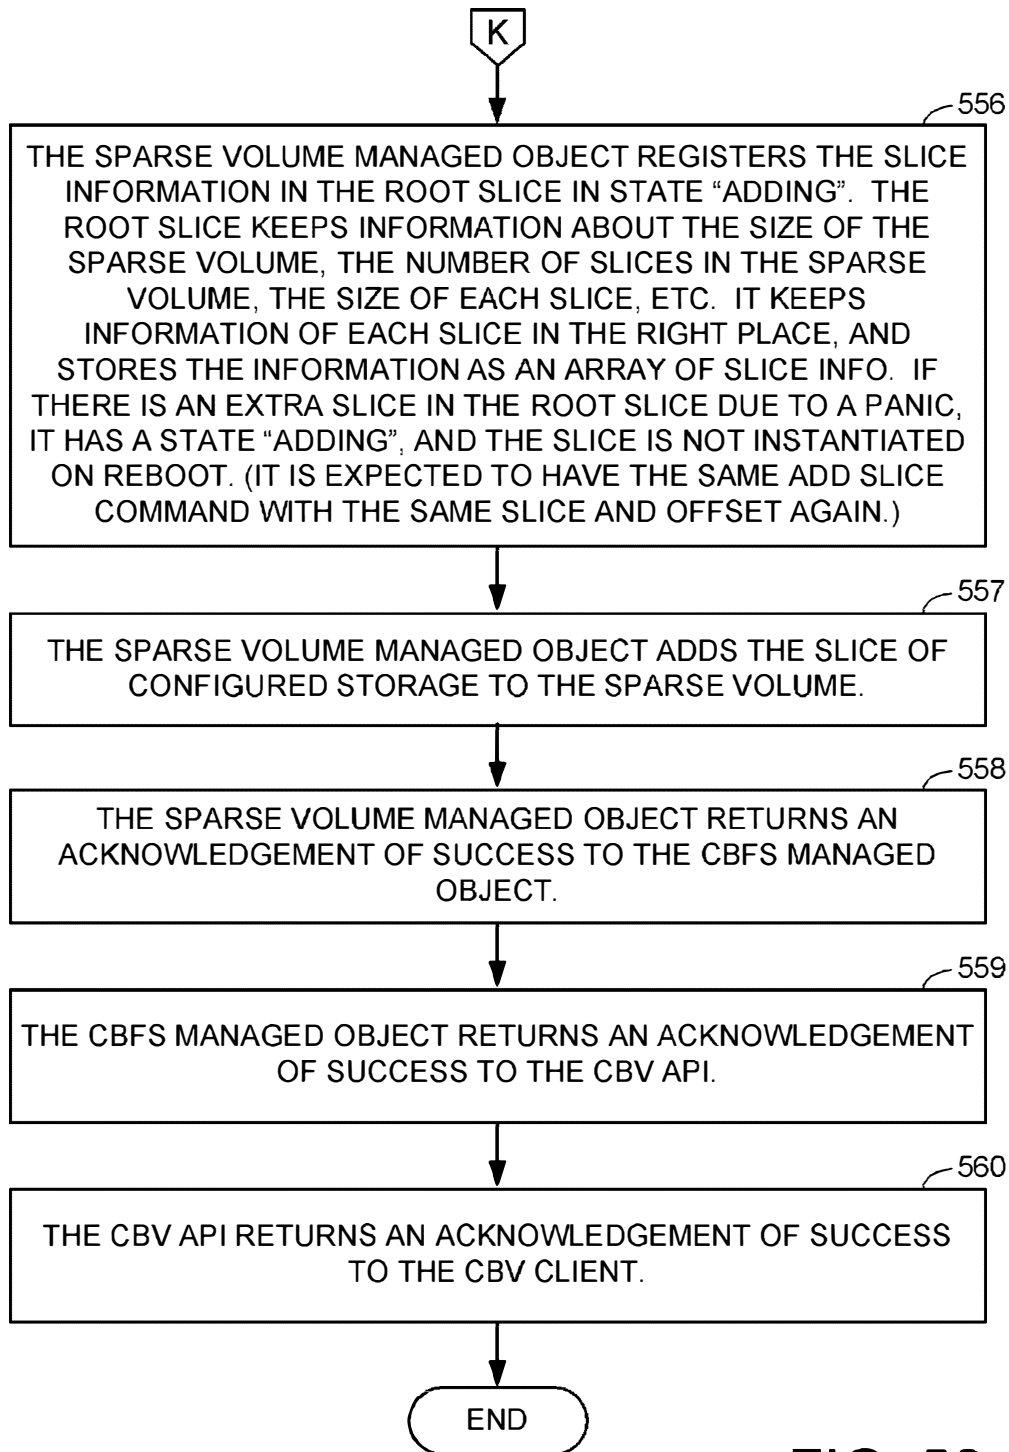 K
556
THE SPARSE VOLUME MANAGED OBJECT REGISTERS THE SLICE
INFORMATION IN THE ROOT SLICE IN STATE “ADDING”. THE
ROOT SLICE KEEPS INFORMATION ABOUT THE SIZE OF THE
SPARSE VOLUME, THE NUMBER OF SLICES IN THE SPARSE
VOLUME, THE SIZE OF EACH SLICE, ETC. IT KEEPS
INFORMATION OF EACH SLICE IN THE RIGHT PLACE, AND
STORES THE INFORMATION AS AN ARRAY OF SLICE INFO. IF
THERE IS AN EXTRA SLICE IN THE ROOT SLICE DUE TO A PANIC,
IT HAS A STATE “ADDING”, AND THE SLICE IS NOT INSTANTIATED
ON REBOOT. (IT IS EXPECTED TO HAVE THE SAME ADD SLICE
COMMAND WITH THE SAME SLICE AND OFFSET AGAIN.)
557
THE SPARSE VOLUME MANAGED OBJECT ADDS THE SLICE OF
CONFIGURED STORAGE TO THE SPARSE VOLUME.
558
THE SPARSE VOLUME MANAGED OBJECT RETURNS AN
ACKNOWLEDGEMENT OF SUCCESS TO THE CBFS MANAGED
OBJECT.
559
THE CBFS MANAGED OBJECT RETURNS AN ACKNOWLEDGEMENT
OF SUCCESS TO THE CBV API.
560
THE CBV API RETURNS AN ACKNOWLEDGEMENT OF SUCCESS
TO THE CBV CLIENT.
END